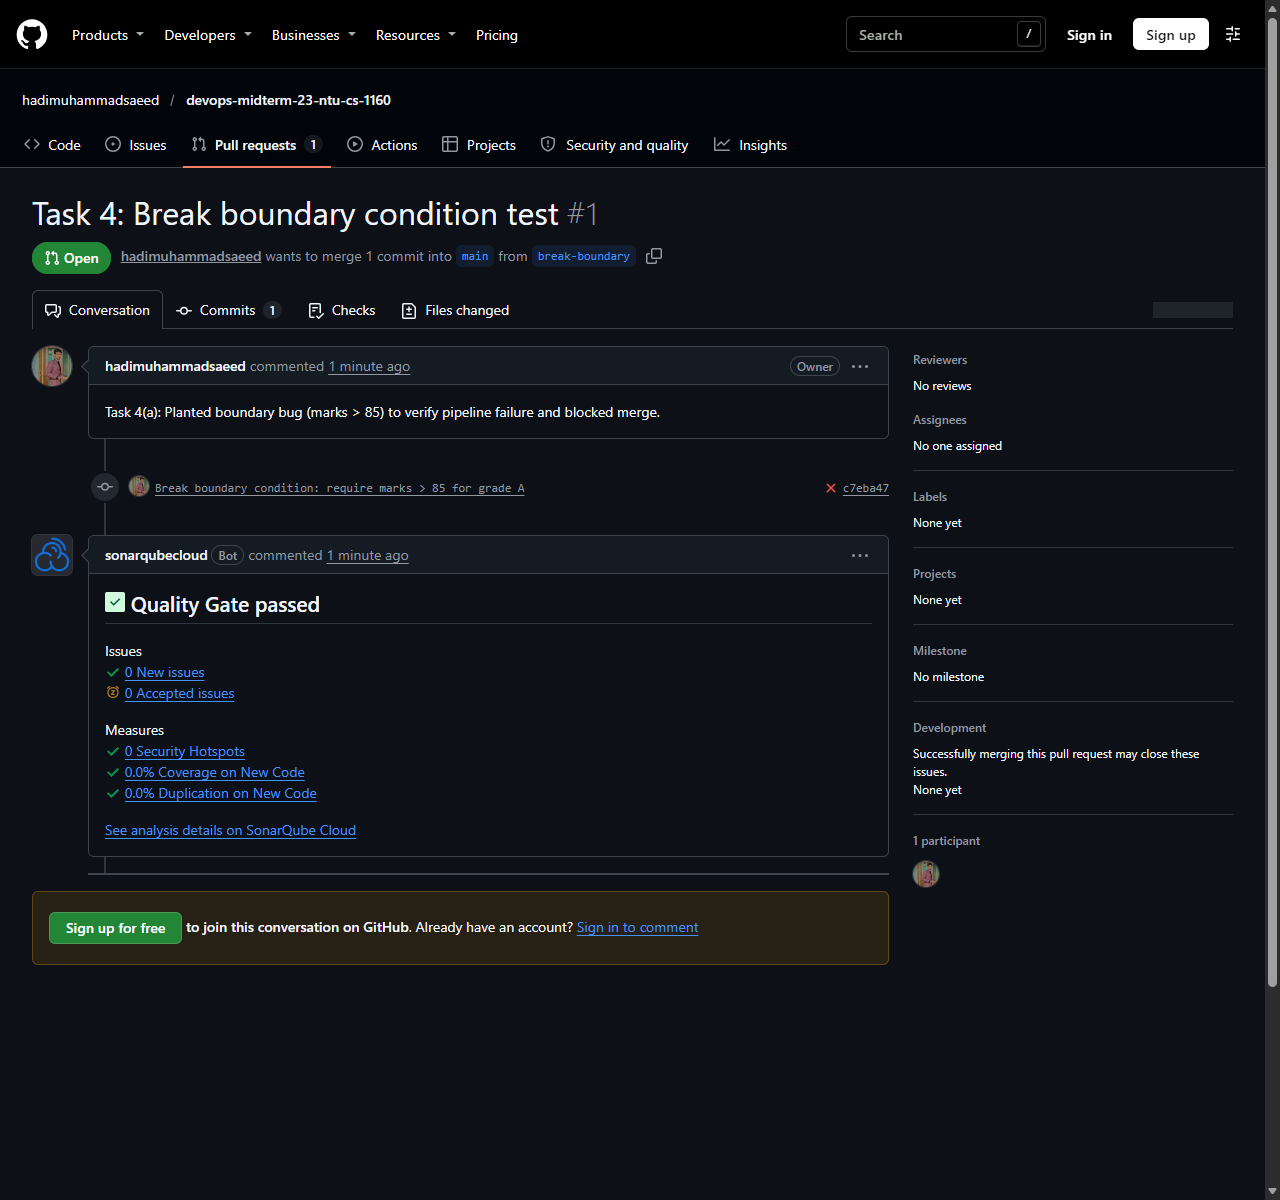 Products Developers Businesses Resources Pricing Search / Sign in Sign up
hadimuhammadsaeed / devops-midterm-23-ntu-cs-1160
Code Issues Pull requests 1 Actions Projects Security and quality Insights
Task 4: Break boundary condition test #1
Open hadimuhammadsaeed wants to merge 1 commit into main from break-boundary
Conversation Commits 1 Checks Files changed
hadimuhammadsaeed commented 1 minute ago Owner
Task 4(a): Planted boundary bug (marks > 85) to verify pipeline failure and blocked merge.
Break boundary condition: require marks > 85 for grade A c7eba47
sonarqubecloud Bot commented 1 minute ago
Quality Gate passed
Issues
0 New issues
0 Accepted issues
Measures
0 Security Hotspots
0.0% Coverage on New Code
0.0% Duplication on New Code
See analysis details on SonarQube Cloud
Sign up for free to join this conversation on GitHub. Already have an account? Sign in to comment
Reviewers
No reviews
Assignees
No one assigned
Labels
None yet
Projects
None yet
Milestone
No milestone
Development
Successfully merging this pull request may close these
issues.
None yet
1 participant